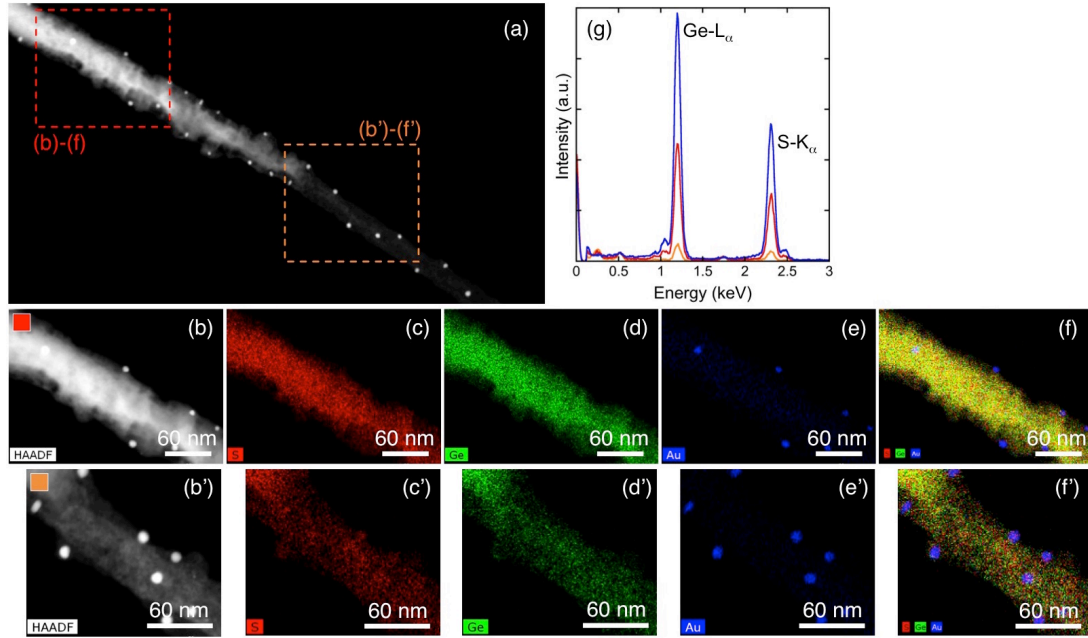 (a)
(b)-(f)
(b')-(f')
(g)
Intensity (a.u.)
Ge-Lα
S-Kα
0 0.5 1 1.5 2 2.5 3
Energy (keV)
(b) HAADF 60 nm
(c) S 60 nm
(d) Ge 60 nm
(e) Au 60 nm
(f) S Ge Au 60 nm
(b') HAADF 60 nm
(c') S 60 nm
(d') Ge 60 nm
(e') Au 60 nm
(f') S Ge Au 60 nm